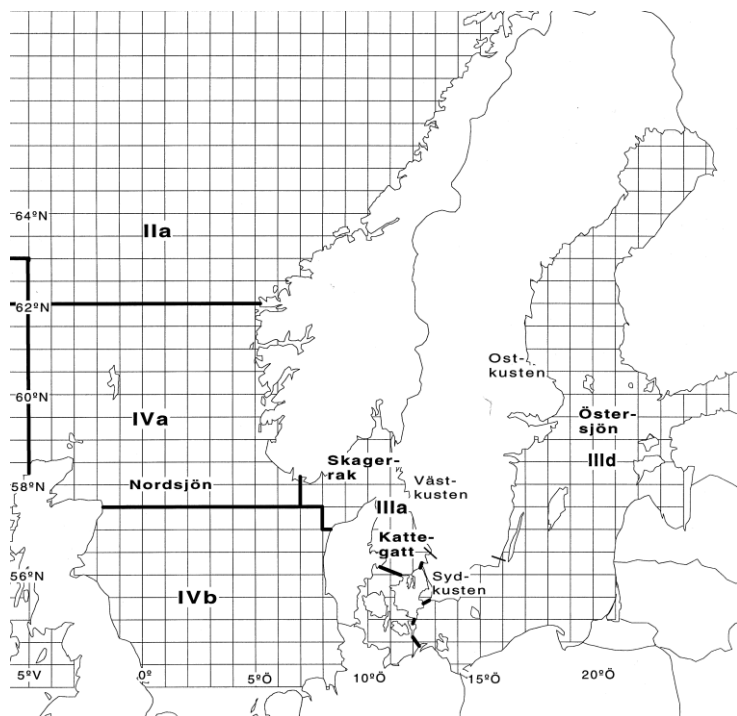 64ºN
IIa
62ºN
Ost-
kusten
60ºN
IVa
Öster-
sjön
IIId
Skager-
rak
Väst-
kusten
58ºN
Nordsjön
IIIa
Katte-
gatt
56ºN
IVb
Syd-
kusten
5ºV
0º
5ºÖ
10ºÖ
15ºÖ
20ºÖ